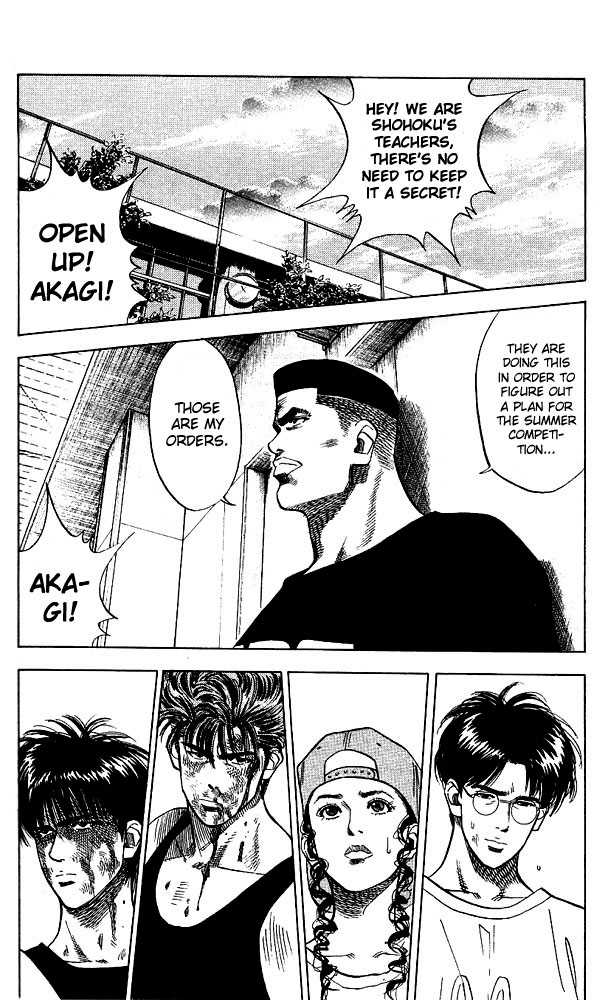 HEY! WE ARE
SHOHOKU'S
TEACHERS,
THERE'S NO
NEED TO KEEP
IT A SECRET!
OPEN
UP!
AKAGI!
THEY ARE
DOING THIS
IN ORDER TO
FIGURE OUT
A PLAN FOR
THE SUMMER
COMPETI-
TION...
THOSE
ARE MY
ORDERS.
AKA-
GI!